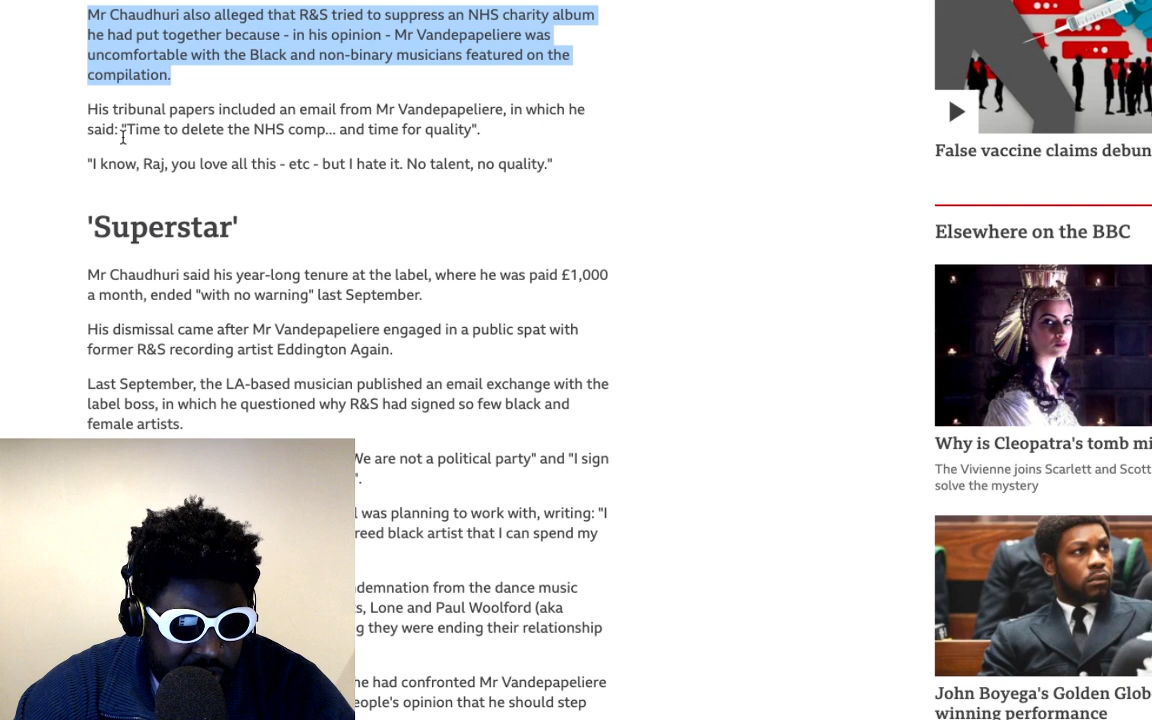 Mr Chaudhuri also alleged that R&S tried to suppress an NHS charity album
he had put together because - in his opinion - Mr Vandepapeliere was
uncomfortable with the Black and non-binary musicians featured on the
compilation.
His tribunal papers included an email from Mr Vandepapeliere, in which he
said: "Time to delete the NHS comp... and time for quality".
"I know, Raj, you love all this - etc - but I hate it. No talent, no quality."
'Superstar'
Mr Chaudhuri said his year-long tenure at the label, where he was paid £1,000
a month, ended "with no warning" last September.
His dismissal came after Mr Vandepapeliere engaged in a public spat with
former R&S recording artist Eddington Again.
Last September, the LA-based musician published an email exchange with the
label boss, in which he questioned why R&S had signed so few black and
female artists.
We are not a political party" and "I sign
".
was planning to work with, writing: "I
reed black artist that I can spend my
demnation from the dance music
s, Lone and Paul Woolford (aka
g they were ending their relationship
he had confronted Mr Vandepapeliere
eople's opinion that he should step
False vaccine claims debun
Elsewhere on the BBC
Why is Cleopatra's tomb mi
The Vivienne joins Scarlett and Scott
solve the mystery
John Boyega's Golden Glob
winning performance